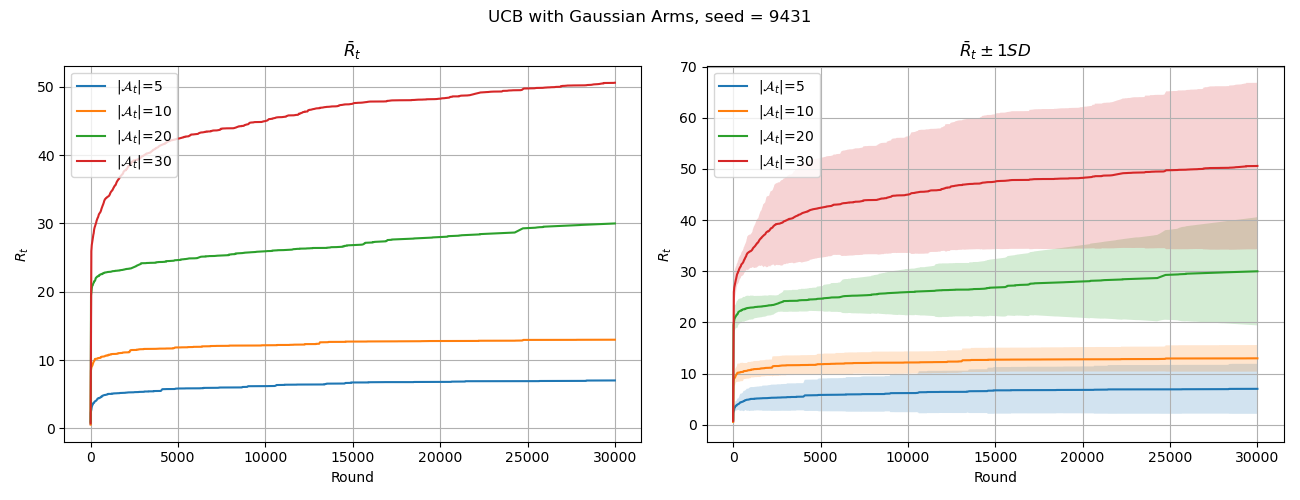 UCB with Gaussian Arms, seed = 9431
R̄ₜ
50
40
30
20
10
0
Rₜ
|𝒜ₜ|=5
|𝒜ₜ|=10
|𝒜ₜ|=20
|𝒜ₜ|=30
0 5000 10000 15000 20000 25000 30000
Round
R̄ₜ ± 1SD
70
60
50
40
30
20
10
0
Rₜ
|𝒜ₜ|=5
|𝒜ₜ|=10
|𝒜ₜ|=20
|𝒜ₜ|=30
0 5000 10000 15000 20000 25000 30000
Round